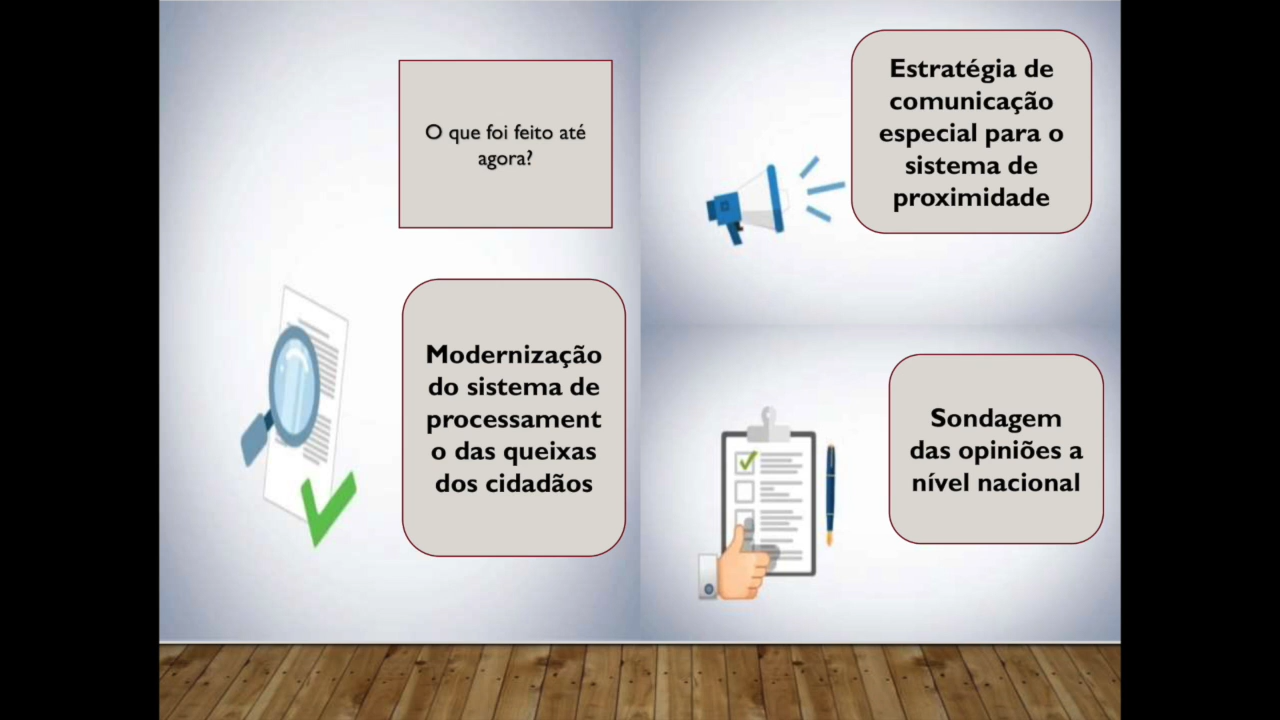 O que foi feito até
agora?
Modernização
do sistema de
processament
o das queixas
dos cidadãos
Estratégia de
comunicação
especial para o
sistema de
proximidade
Sondagem
das opiniões a
nível nacional